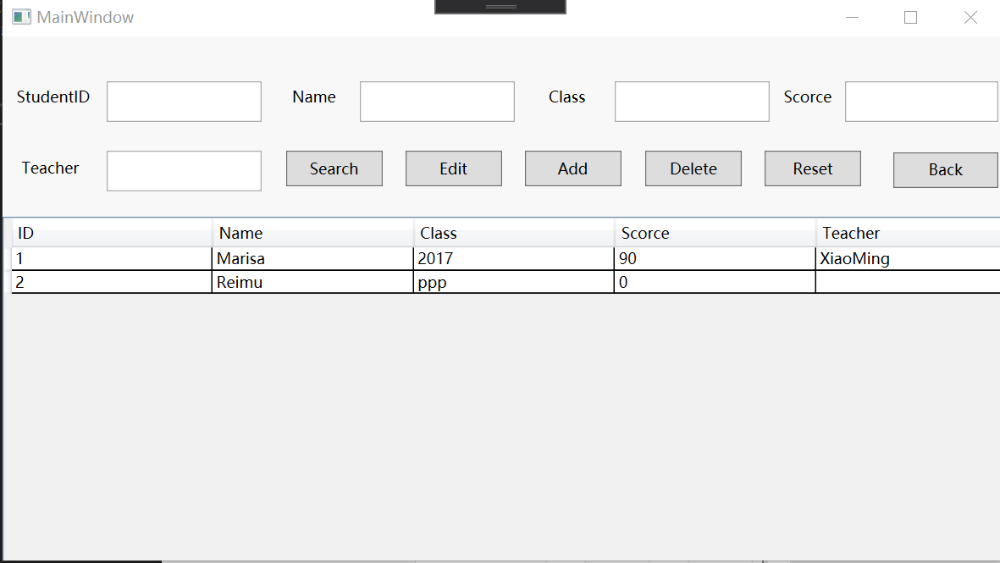 MainWindow
StudentID Name Class Scorce
Teacher Search Edit Add Delete Reset Back
ID Name Class Scorce Teacher
1 Marisa 2017 90 XiaoMing
2 Reimu ppp 0